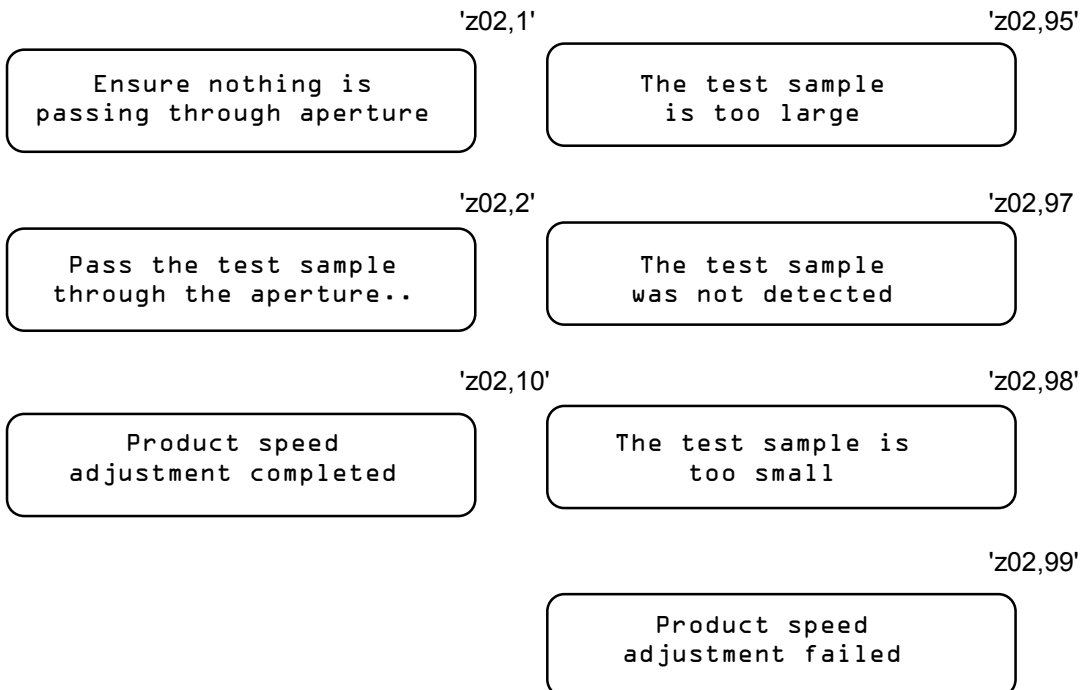 'z02,1'
Ensure nothing is
passing through aperture
'z02,2'
Pass the test sample
through the aperture..
'z02,10'
Product speed
adjustment completed
'z02,95'
The test sample
is too large
'z02,97
The test sample
was not detected
'z02,98'
The test sample is
too small
'z02,99'
Product speed
adjustment failed